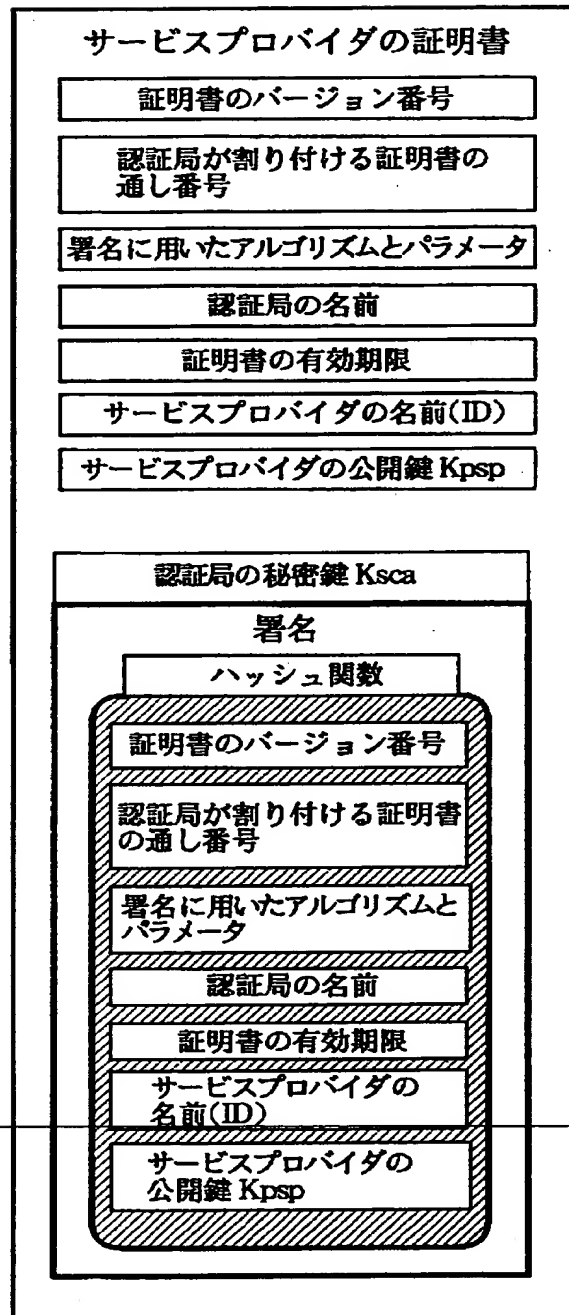 サービスプロバイダの証明書
証明書のバージョン番号
認証局が割り付ける証明書の
通し番号
署名に用いたアルゴリズムとパラメータ
認証局の名前
証明書の有効期限
サービスプロバイダの名前(ID)
サービスプロバイダの公開鍵 Kpsp
認証局の秘密鍵 Ksca
署名
ハッシュ関数
証明書のバージョン番号
認証局が割り付ける証明書
の通し番号
署名に用いたアルゴリズムと
パラメータ
認証局の名前
証明書の有効期限
サービスプロバイダの
名前(ID)
サービスプロバイダの
公開鍵 Kpsp